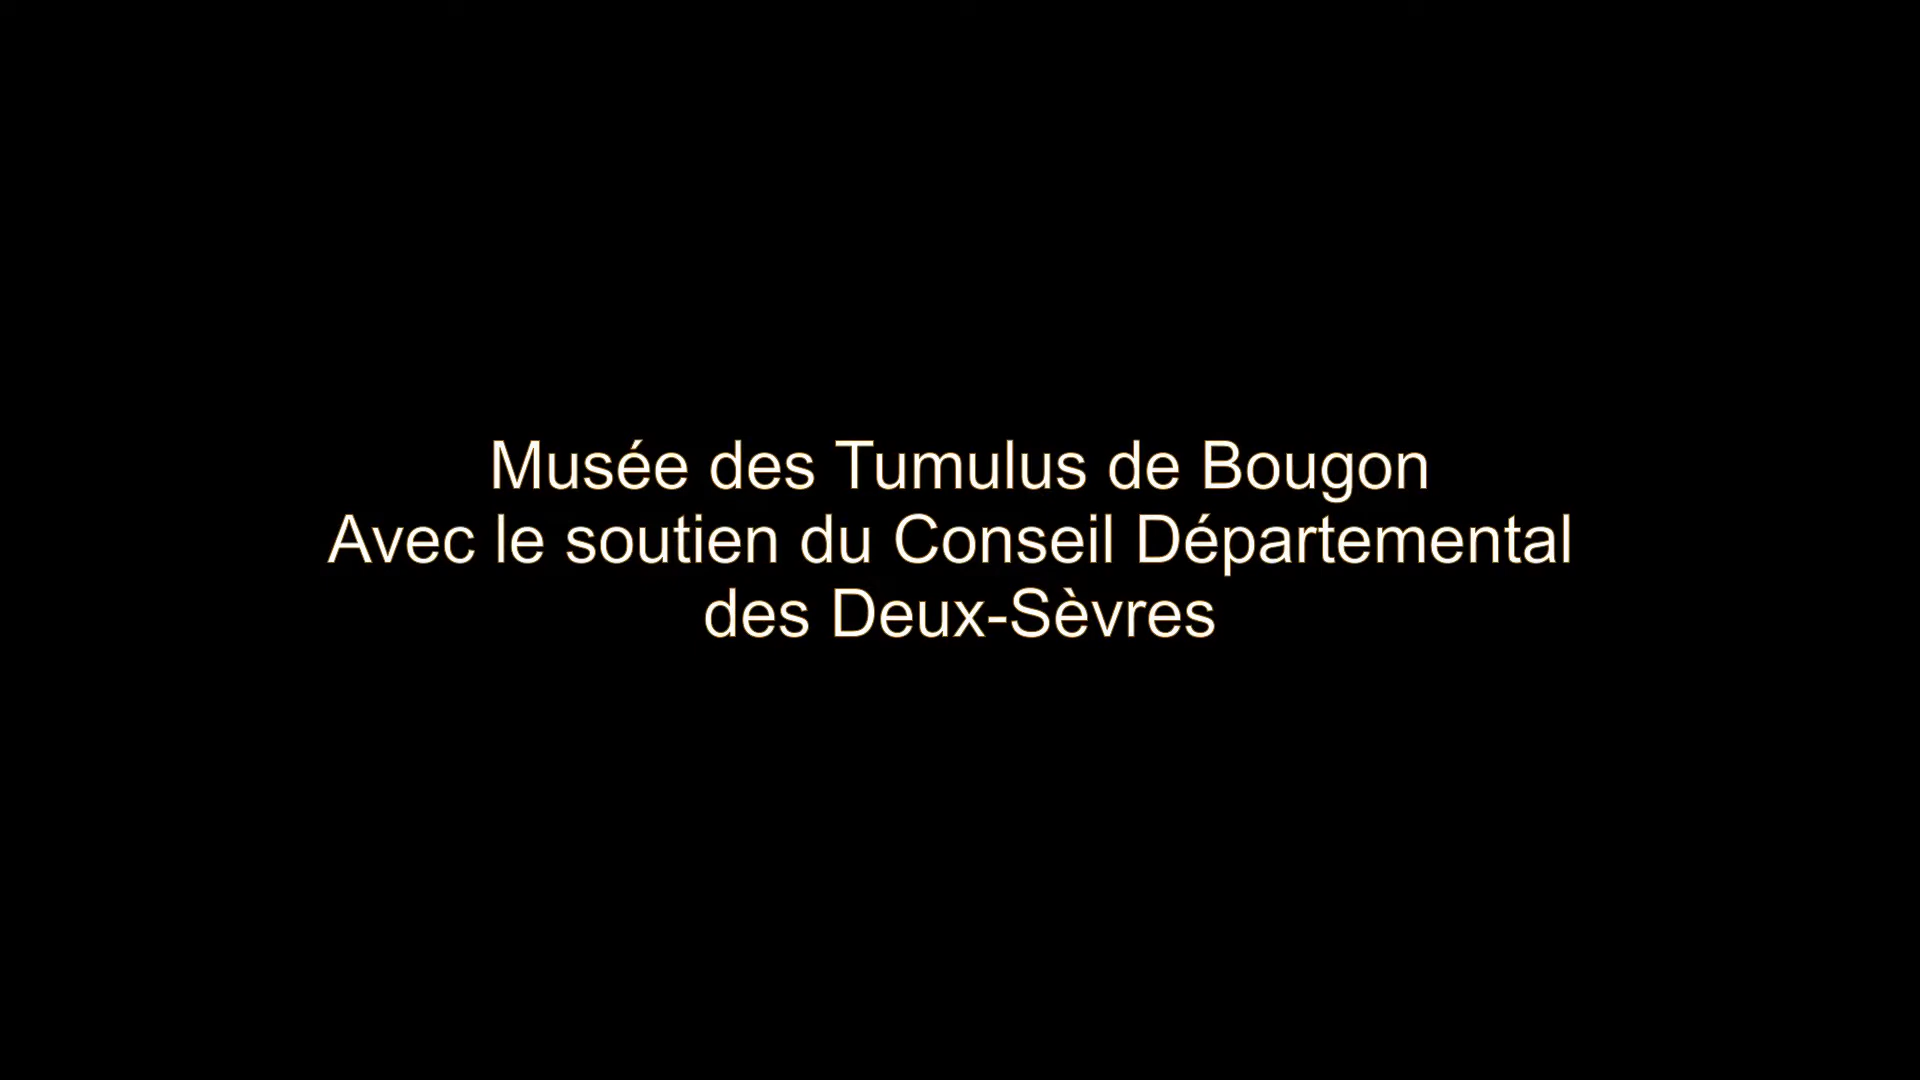 Musée des Tumulus de Bougon
Avec le soutien du Conseil Départemental
des Deux-Sèvres